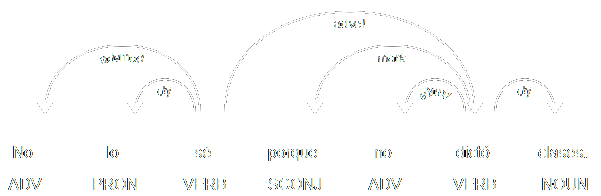 advmod
advcl
mark
obj
advmod
obj
No lo sé porque no dictó clases.
ADV PRON VERB SCONJ ADV VERB NOUN